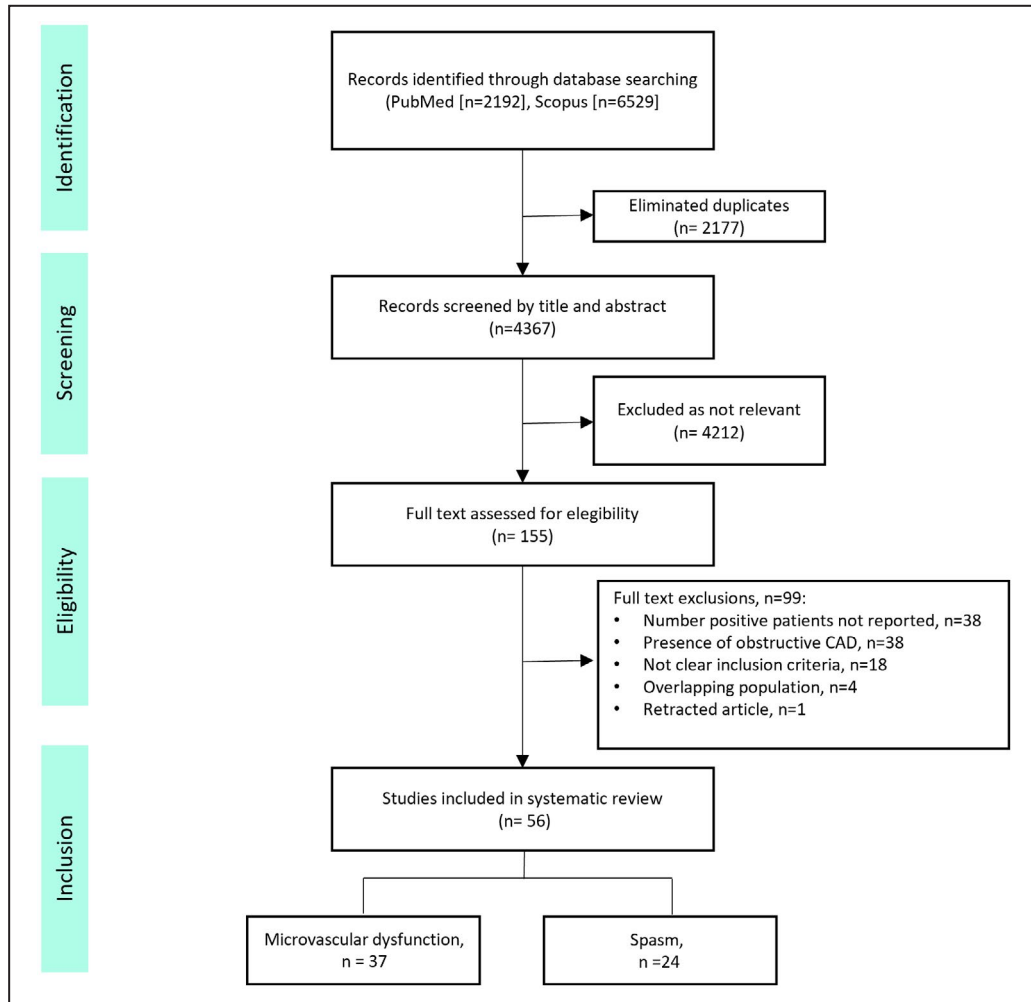 Identification
Records identified through database searching
(PubMed [n=2192], Scopus [n=6529]
Eliminated duplicates
(n= 2177)
Screening
Records screened by title and abstract
(n=4367)
Excluded as not relevant
(n= 4212)
Eligibility
Full text assessed for elegibility
(n= 155)
Full text exclusions, n=99:
• Number positive patients not reported, n=38
• Presence of obstructive CAD, n=38
• Not clear inclusion criteria, n=18
• Overlapping population, n=4
• Retracted article, n=1
Inclusion
Studies included in systematic review
(n= 56)
Microvascular dysfunction,
n = 37
Spasm,
n =24